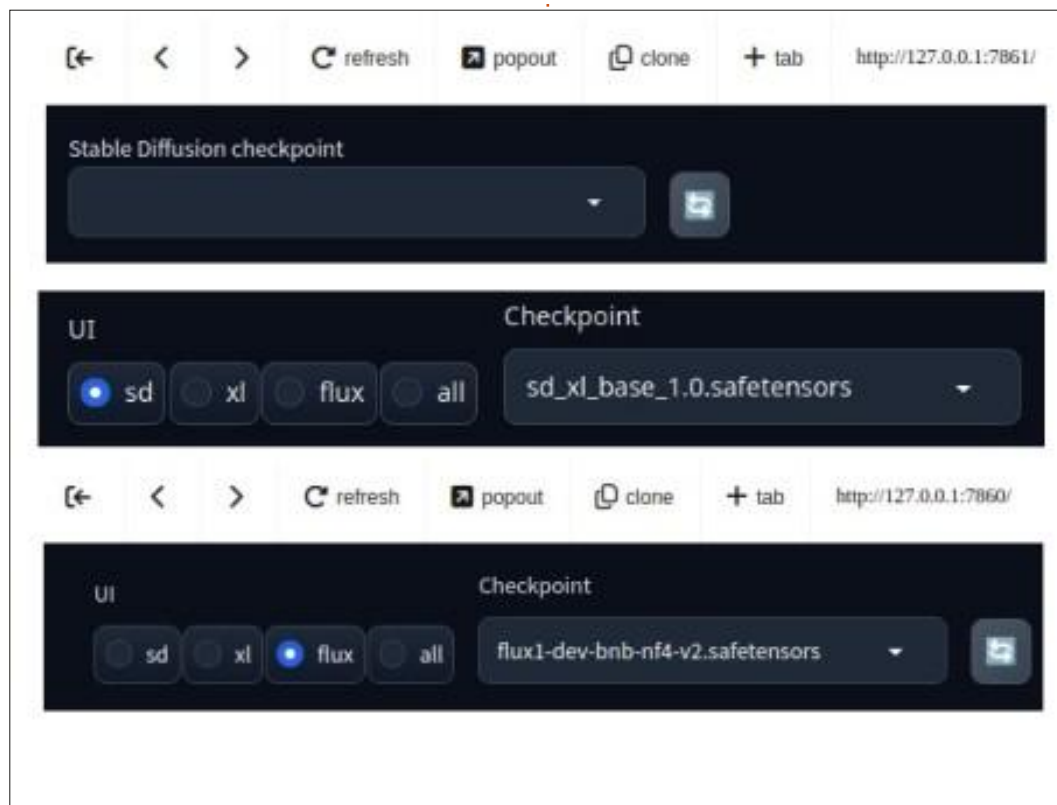 refresh popout clone tab http://127.0.0.1:7861/
Stable Diffusion checkpoint
UI Checkpoint
sd xl flux all sd_xl_base_1.0.safetensors
refresh popout clone tab http://127.0.0.1:7860/
UI Checkpoint
sd xl flux all flux1-dev-bnb-nf4-v2.safetensors